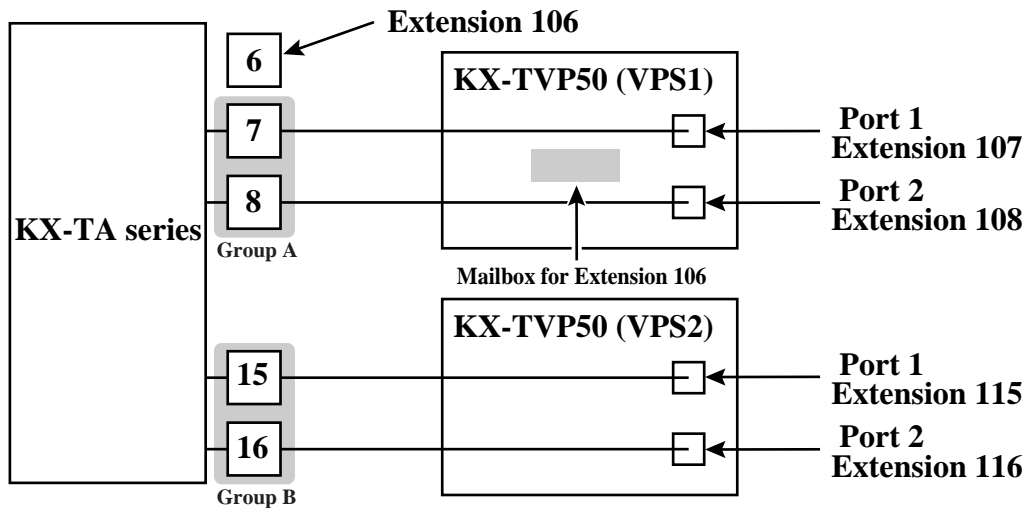 Extension 106
6
KX-TVP50 (VPS1)
7
Port 1
Extension 107
8
Port 2
Extension 108
KX-TA series
Group A
Mailbox for Extension 106
KX-TVP50 (VPS2)
15
Port 1
Extension 115
16
Port 2
Extension 116
Group B